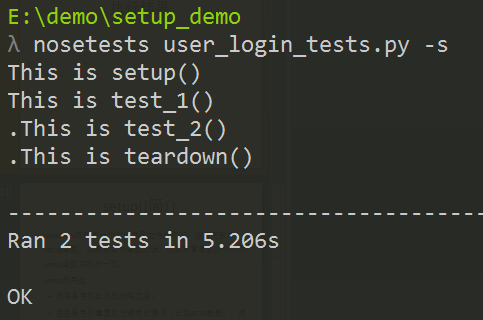 E:\demo\setup_demo
λ nosetests user_login_tests.py -s
This is setup()
This is test_1()
.This is test_2()
.This is teardown()
----------------------------------
Ran 2 tests in 5.206s
OK